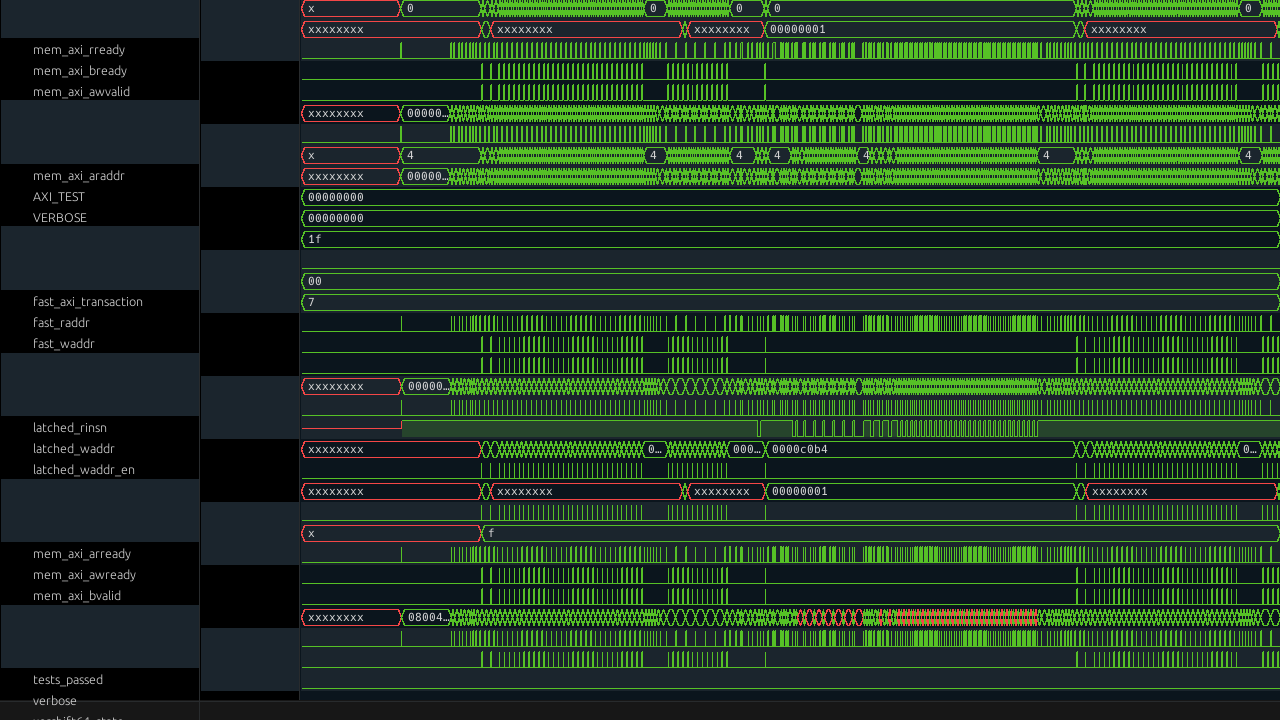 x 0 0 0 0 0
xxxxxxxx xxxxxxxx xxxxxxxx 00000001 xxxxxxxx
mem_axi_rready
mem_axi_bready
mem_axi_awvalid
xxxxxxxx 00000…
x 4 4 4 4 4 4 4
mem_axi_araddr xxxxxxxx 00000…
AXI_TEST 00000000
VERBOSE 00000000
1f
00
fast_axi_transaction 7
fast_raddr
fast_waddr
xxxxxxxx 00000…
latched_rinsn
latched_waddr xxxxxxxx 0… 000… 0000c0b4 0…
latched_waddr_en
xxxxxxxx xxxxxxxx xxxxxxxx 00000001 xxxxxxxx
x f
mem_axi_arready
mem_axi_awready
mem_axi_bvalid
xxxxxxxx 08004…
tests_passed
verbose